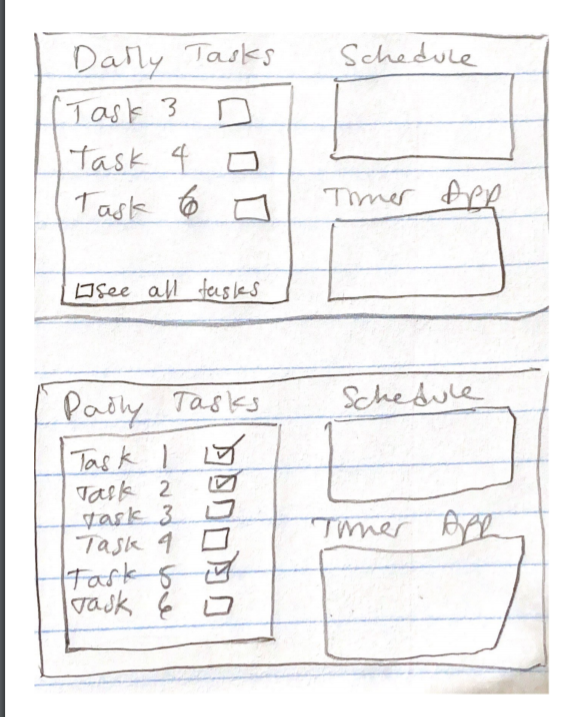 Daily Tasks
Schedule
Task 3
Task 4
Task 6
See all tasks
Timer App
Daily Tasks
Schedule
Task 1
Task 2
Task 3
Task 4
Task 5
Task 6
Timer App